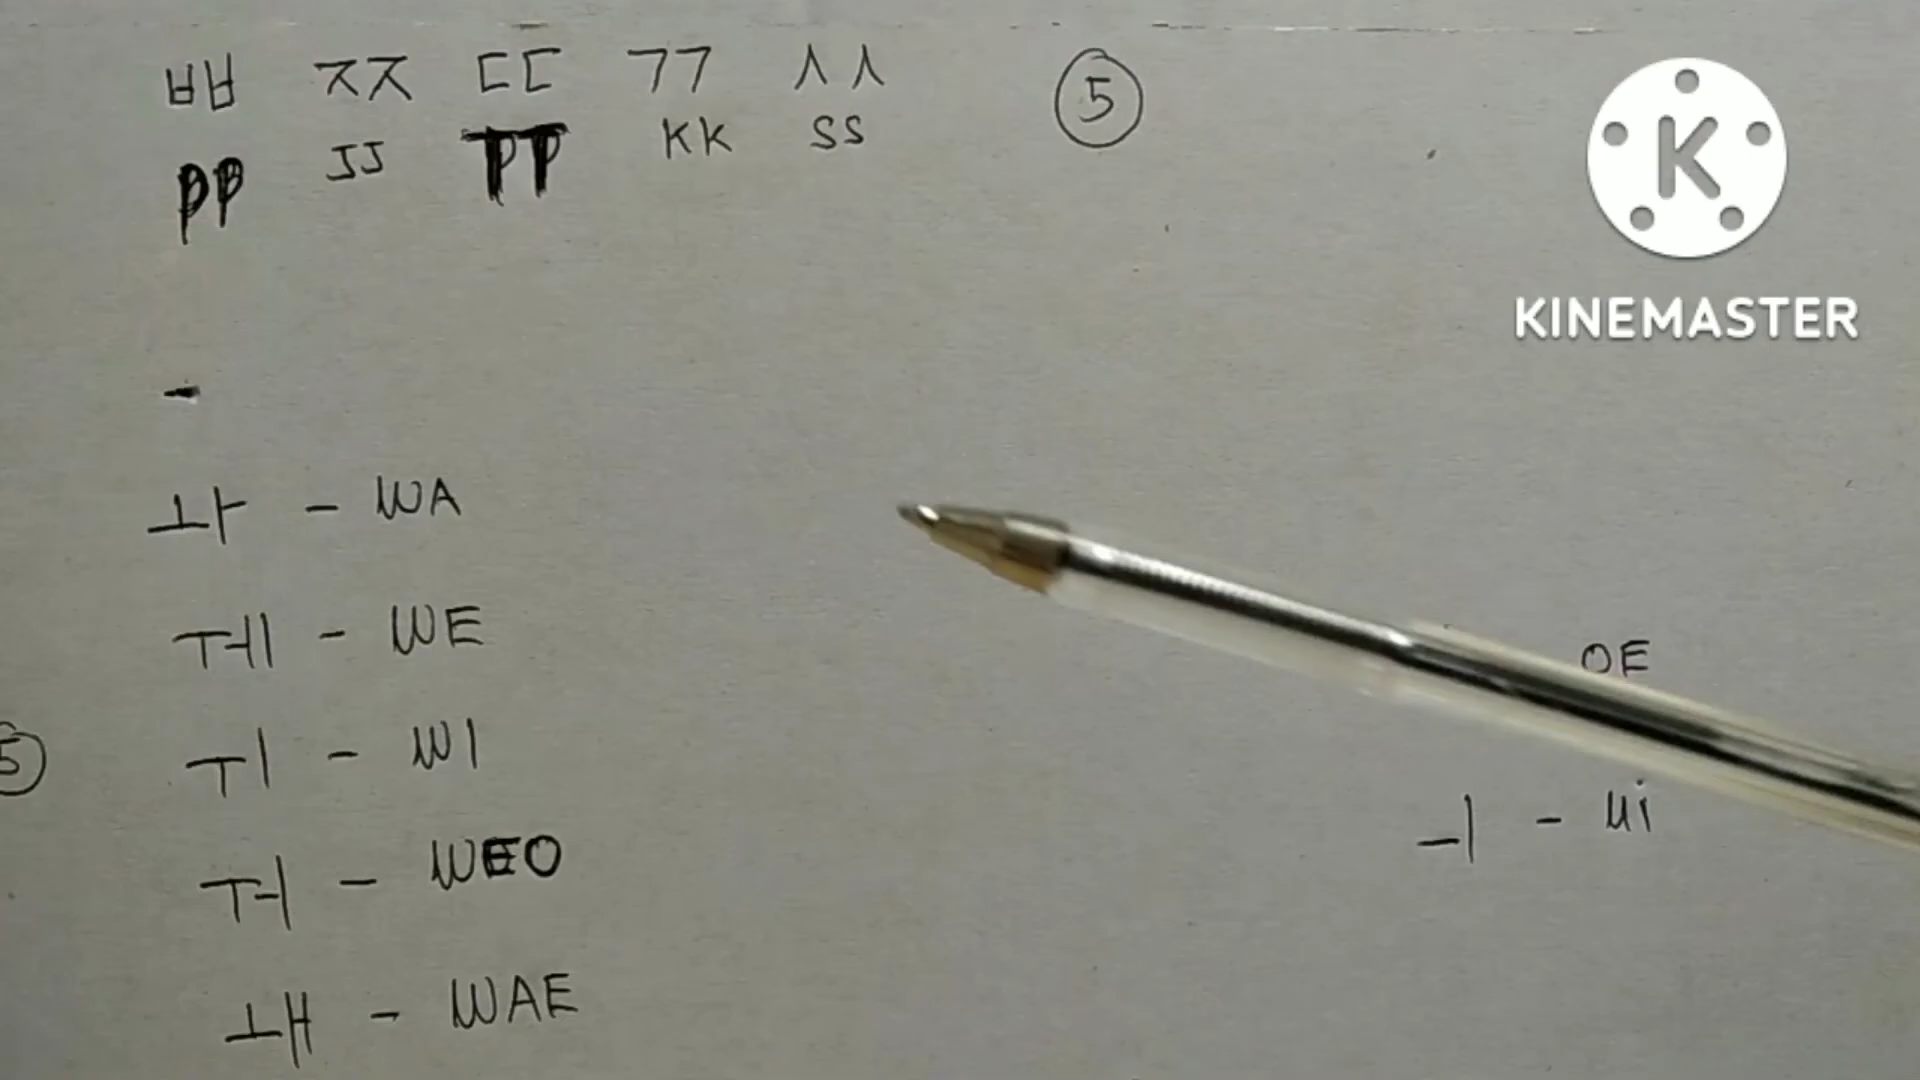 ㅃ ㅉ ㄸ ㄲ ㅆ ⑤
PP JJ TT KK SS
KINEMASTER
-
ㅘ - WA
ㅞ - WE
OE
⑤ ㅟ - WI
ㅢ - Ui
ㅝ - WEO
ㅙ - WAE